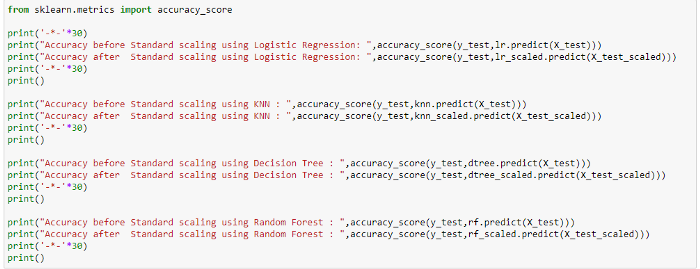 from sklearn.metrics import accuracy_score
print('-*-'*30)
print("Accuracy before Standard scaling using Logistic Regression: ",accuracy_score(y_test,lr.predict(X_test)))
print("Accuracy after  Standard scaling using Logistic Regression: ",accuracy_score(y_test,lr_scaled.predict(X_test_scaled)))
print('-*-'*30)
print()
print("Accuracy before Standard scaling using KNN : ",accuracy_score(y_test,knn.predict(X_test)))
print("Accuracy after  Standard scaling using KNN : ",accuracy_score(y_test,knn_scaled.predict(X_test_scaled)))
print('-*-'*30)
print()
print("Accuracy before Standard scaling using Decision Tree : ",accuracy_score(y_test,dtree.predict(X_test)))
print("Accuracy after  Standard scaling using Decision Tree : ",accuracy_score(y_test,dtree_scaled.predict(X_test_scaled)))
print('-*-'*30)
print()
print("Accuracy before Standard scaling using Random Forest : ",accuracy_score(y_test,rf.predict(X_test)))
print("Accuracy after  Standard scaling using Random Forest : ",accuracy_score(y_test,rf_scaled.predict(X_test_scaled)))
print('-*-'*30)
print()